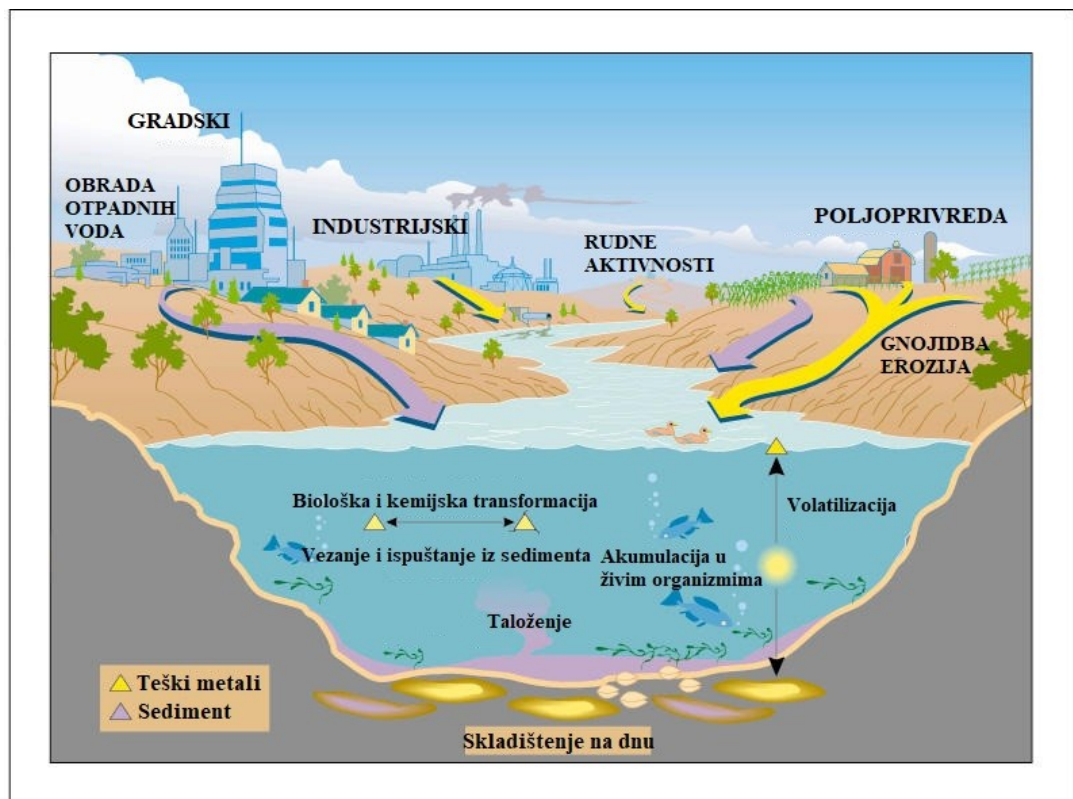 GRADSKI
OBRADA
OTPADNIH
VODA
INDUSTRIJSKI
RUDNE
AKTIVNOSTI
POLJOPRIVREDA
GNOJIDBA
EROZIJA
Biološka i kemijska transformacija
Volatilizacija
Vezanje i ispuštanje iz sedimenta
Akumulacija u
živim organizmima
Taloženje
Teški metali
Sediment
Skladištenje na dnu